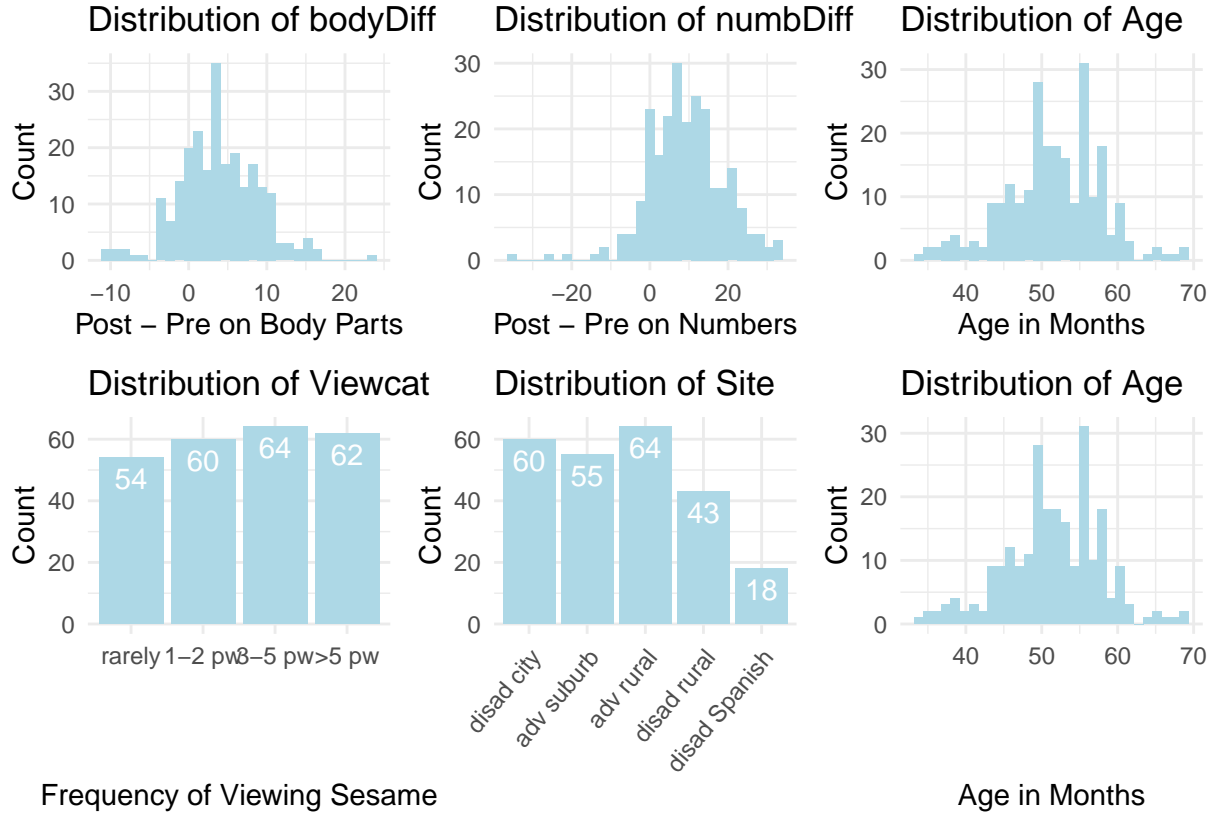 Distribution of bodyDiff
Count
30
20
10
0
−10 0 10 20
Post − Pre on Body Parts
Distribution of numbDiff
Count
30
20
10
0
−20 0 20
Post − Pre on Numbers
Distribution of Age
Count
30
20
10
0
40 50 60 70
Age in Months
Distribution of Viewcat
Count
60
40
20
0
54 60 64 62
rarely 1−2 pw 3−5 pw >5 pw
Frequency of Viewing Sesame
Distribution of Site
Count
60
40
20
0
60 55 64 43 18
disad city
adv suburb
adv rural
disad rural
disad Spanish
Distribution of Age
Count
30
20
10
0
40 50 60 70
Age in Months